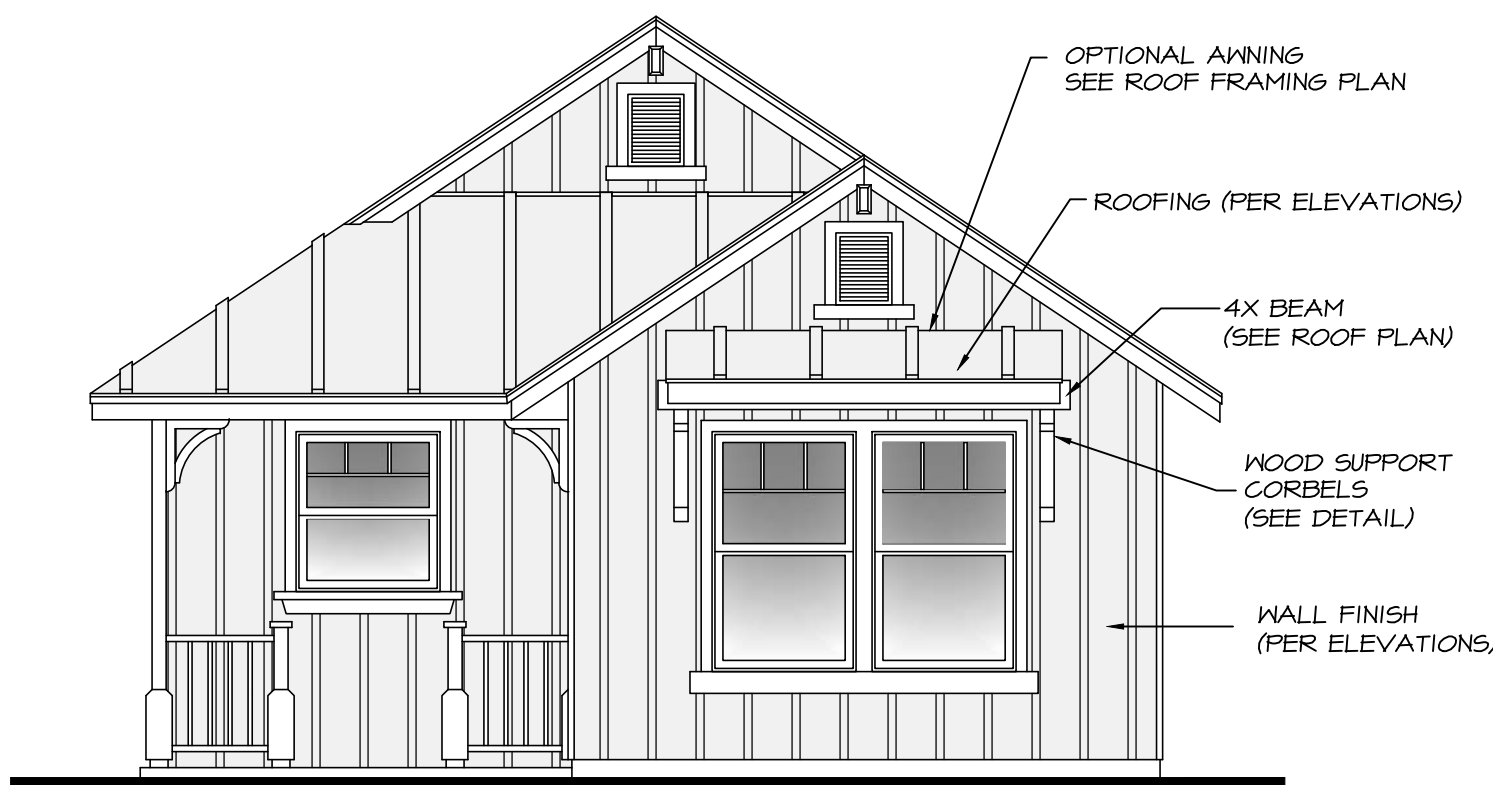 OPTIONAL AWNING
SEE ROOF FRAMING PLAN
ROOFING (PER ELEVATIONS)
4X BEAM
(SEE ROOF PLAN)
WOOD SUPPORT
CORBELS
(SEE DETAIL)
WALL FINISH
(PER ELEVATIONS)